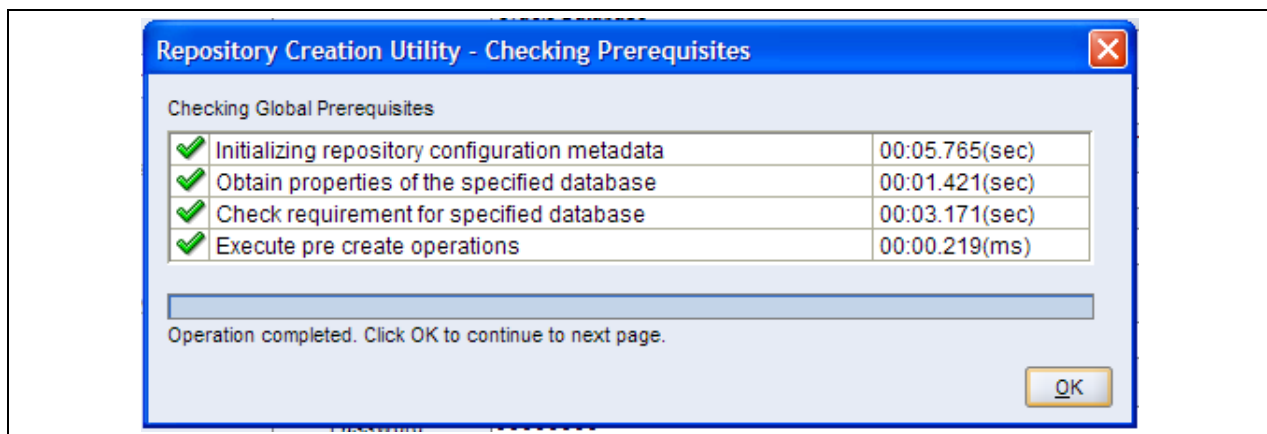 Repository Creation Utility - Checking Prerequisites
Checking Global Prerequisites
Initializing repository configuration metadata 00:05.765(sec)
Obtain properties of the specified database 00:01.421(sec)
Check requirement for specified database 00:03.171(sec)
Execute pre create operations 00:00.219(ms)
Operation completed. Click OK to continue to next page.
OK